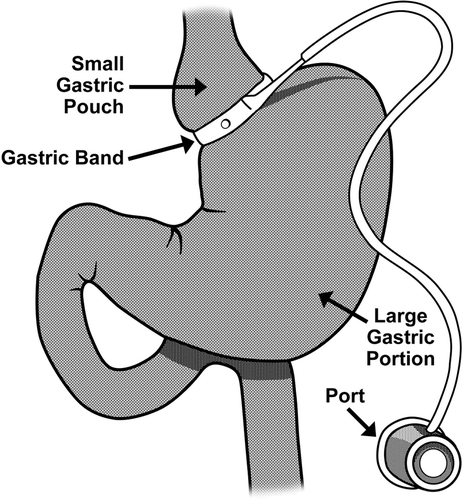 Small
Gastric
Pouch
Gastric Band
Large
Gastric
Portion
Port